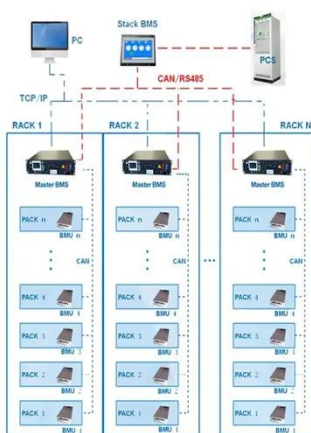 Stack BMS
PC
PCS
CAN/RS485
TCP/IP
RACK 1
RACK 2
RACK N
Master BMS
Master BMS
Master BMS
PACK n
BMU n
PACK n
BMU n
PACK n
BMU n
CAN
CAN
CAN
...
PACK 4
BMU 4
PACK 4
BMU 4
PACK 4
BMU 4
PACK 3
BMU 3
PACK 3
BMU 3
PACK 3
BMU 3
PACK 2
BMU 2
PACK 2
BMU 2
PACK 2
BMU 2
PACK 1
BMU 1
PACK 1
BMU 1
PACK 1
BMU 1